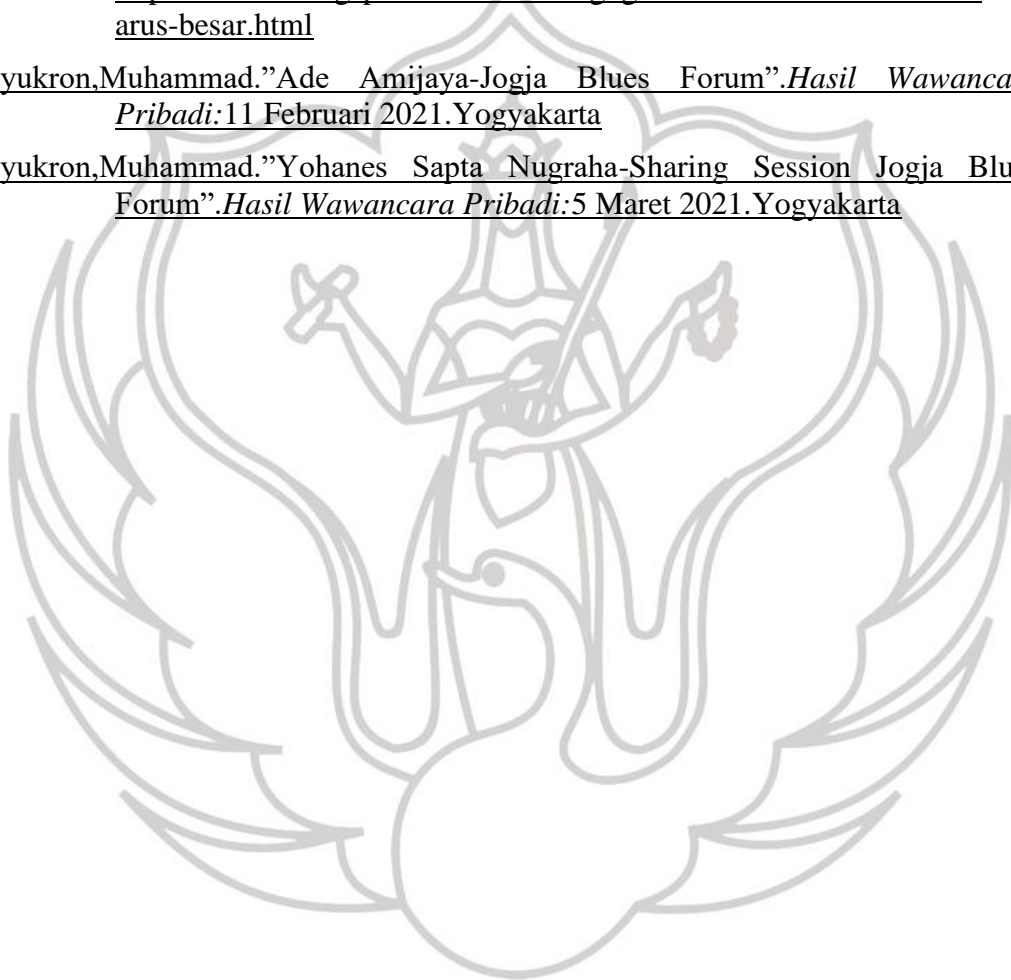 arus-besar.html
yukron,Muhammad.”Ade Amijaya-Jogja Blues Forum”.Hasil Wawanca
Pribadi:11 Februari 2021.Yogyakarta
yukron,Muhammad.”Yohanes Sapta Nugraha-Sharing Session Jogja Blu
Forum”.Hasil Wawancara Pribadi:5 Maret 2021.Yogyakarta